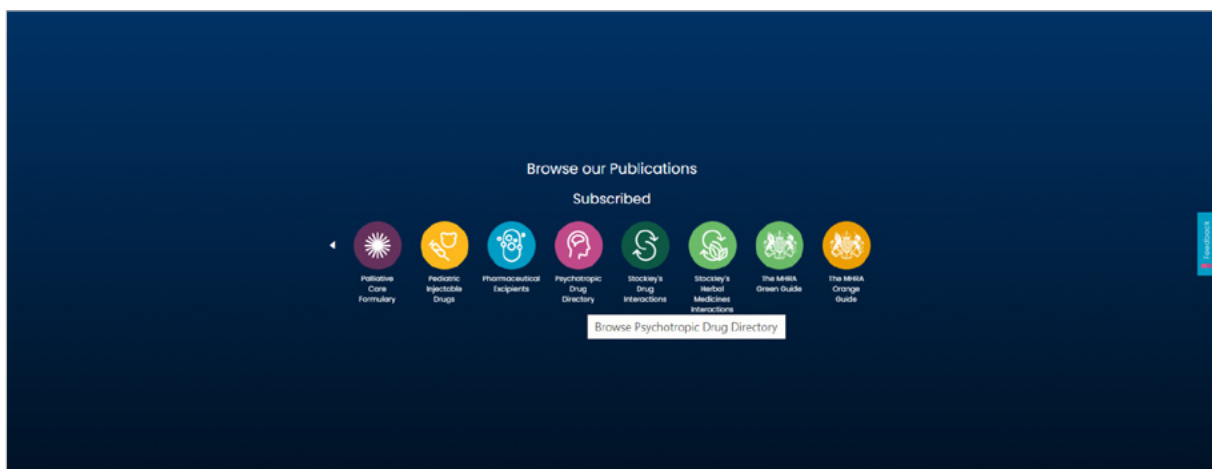 Browse our Publications
Subscribed
Palliative
Care
Formulary
Pediatric
Injectable
Drugs
Pharmaceutical
Excipients
Psychotropic
Drug
Directory
Stockley's
Drug
Interactions
Stockley's
Herbal
Medicines
Interactions
The MHRA
Green Guide
The MHRA
Orange
Guide
Browse Psychotropic Drug Directory
Feedback